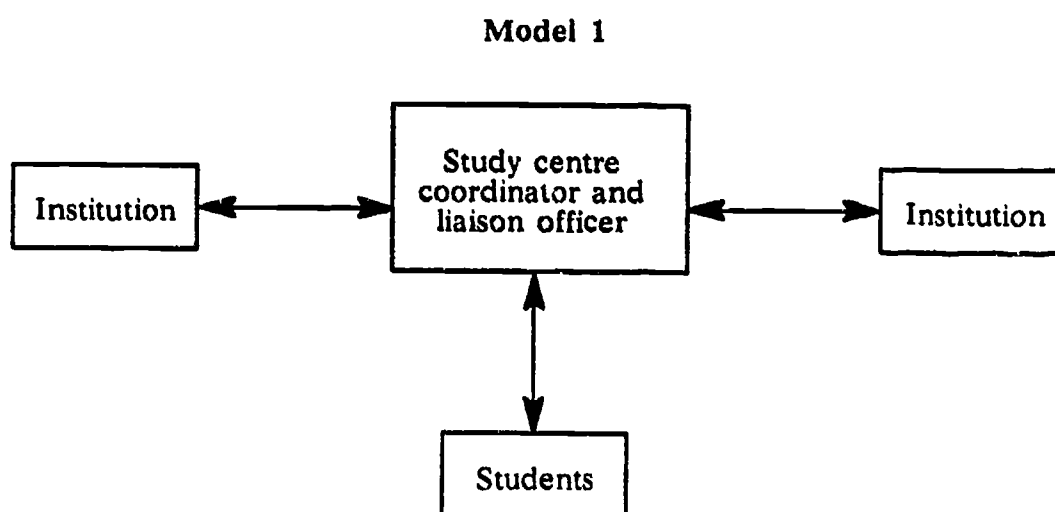 Model 1
Study centre
coordinator and
liaison officer
Institution
Institution
Students